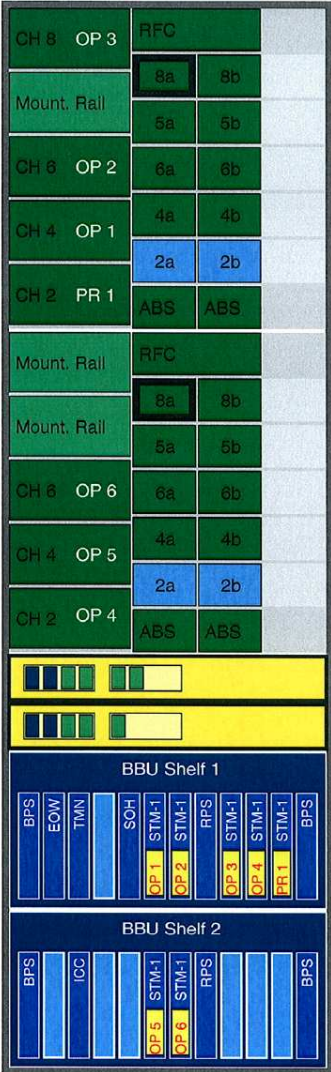 CH 8 OP 3 RFC
8a 8b
Mount. Rail
5a 5b
CH 6 OP 2 6a 6b
CH 4 OP 1 4a 4b
2a 2b
CH 2 PR 1
ABS ABS
Mount. Rail RFC
8a 8b
Mount. Rail
5a 5b
CH 6 OP 6 6a 6b
CH 4 OP 5 4a 4b
2a 2b
CH 2 OP 4
ABS ABS
BBU Shelf 1
BPS EOW TMN SOH STM-1 STM-1 RPS STM-1 STM-1 STM-1 BPS
OP 1 OP 2 OP 3 OP 4 PR 1
BBU Shelf 2
BPS ICC STM-1 STM-1 RPS BPS
OP 5 OP 6